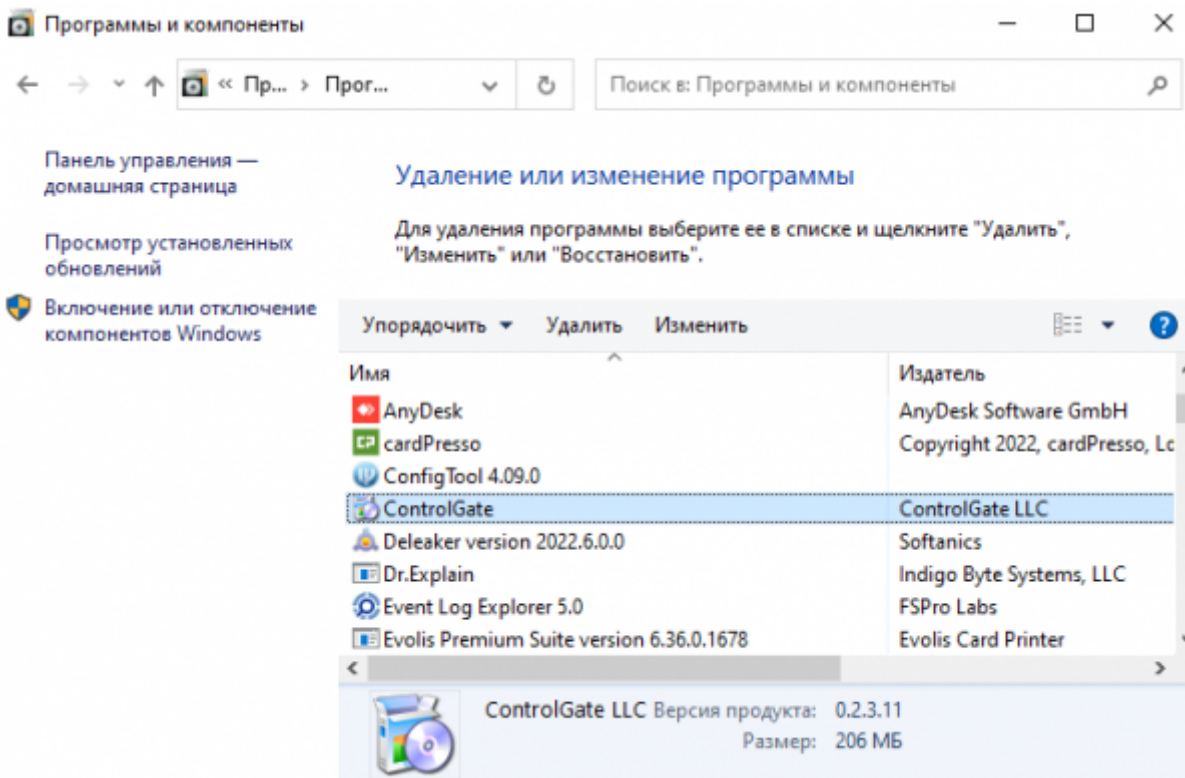 Программы и компоненты
« Пр... › Прог...
Поиск в: Программы и компоненты
Панель управления —
домашняя страница
Просмотр установленных
обновлений
Включение или отключение
компонентов Windows
Удаление или изменение программы
Для удаления программы выберите ее в списке и щелкните "Удалить",
"Изменить" или "Восстановить".
Упорядочить Удалить Изменить ?
Имя Издатель
AnyDesk AnyDesk Software GmbH
CP cardPresso Copyright 2022, cardPresso, Lc
ConfigTool 4.09.0
ControlGate ControlGate LLC
Deleaker version 2022.6.0.0 Softanics
Dr.Explain Indigo Byte Systems, LLC
Event Log Explorer 5.0 FSPro Labs
Evolis Premium Suite version 6.36.0.1678 Evolis Card Printer
ControlGate LLC Версия продукта: 0.2.3.11
Размер: 206 МБ